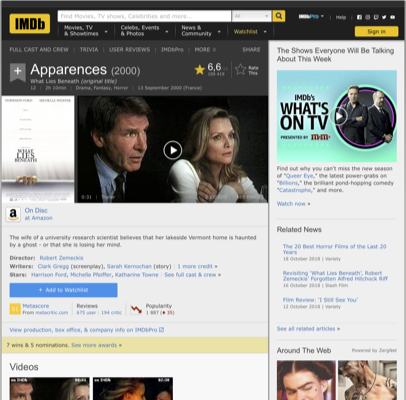 IMDb
Find Movies, TV shows, Celebrities and more...
All
Movies, TV & Showtimes
Celebs, Events & Photos
News & Community
Watchlist
IMDbPro
Help
Sign in
FULL CAST AND CREW | TRIVIA | USER REVIEWS | IMDbPro | MORE
SHARE
Apparences (2000)
What Lies Beneath (original title)
12 | 2h 10min | Drama, Fantasy, Horror | 13 September 2000 (France)
6,6
Rate This
HARRISON FORD MICHELLE PFEIFFER
WHAT LIES BENEATH
0:31 | Trailer
On Disc
at Amazon
The wife of a university research scientist believes that her lakeside Vermont home is haunted
by a ghost - or that she is losing her mind.
Director: Robert Zemeckis
Writers: Clark Gregg (screenplay), Sarah Kernochan (story) | 1 more credit »
Stars: Harrison Ford, Michelle Pfeiffer, Katharine Towne | See full cast & crew »
+ Add to Watchlist
Metascore
From metacritic.com
Reviews
675 user | 194 critic
Popularity
View production, box office, & company info on IMDbPro
7 wins & 5 nominations. See more awards »
Videos
The Shows Everyone Will Be Talking
About This Week
IMDb's
WHAT'S
ON TV
PRESENTED BY m&m's
Find out why you can't miss the new season
of "Queer Eye," the latest power-grabs on
"Billions," the brilliant pond-hopping comedy
"Catastrophe," and more.
Watch now »
Related News
The 20 Best Horror Films of the Last 20
Years
16 October 2018 | Variety
Revisiting 'What Lies Beneath', Robert
Zemeckis' Forgotten Alfred Hitchcock Riff
16 October 2018 | Slash Film
Film Review: 'I Still See You'
12 October 2018 | Variety
See all related articles »
Around The Web
Powered by ZergNet